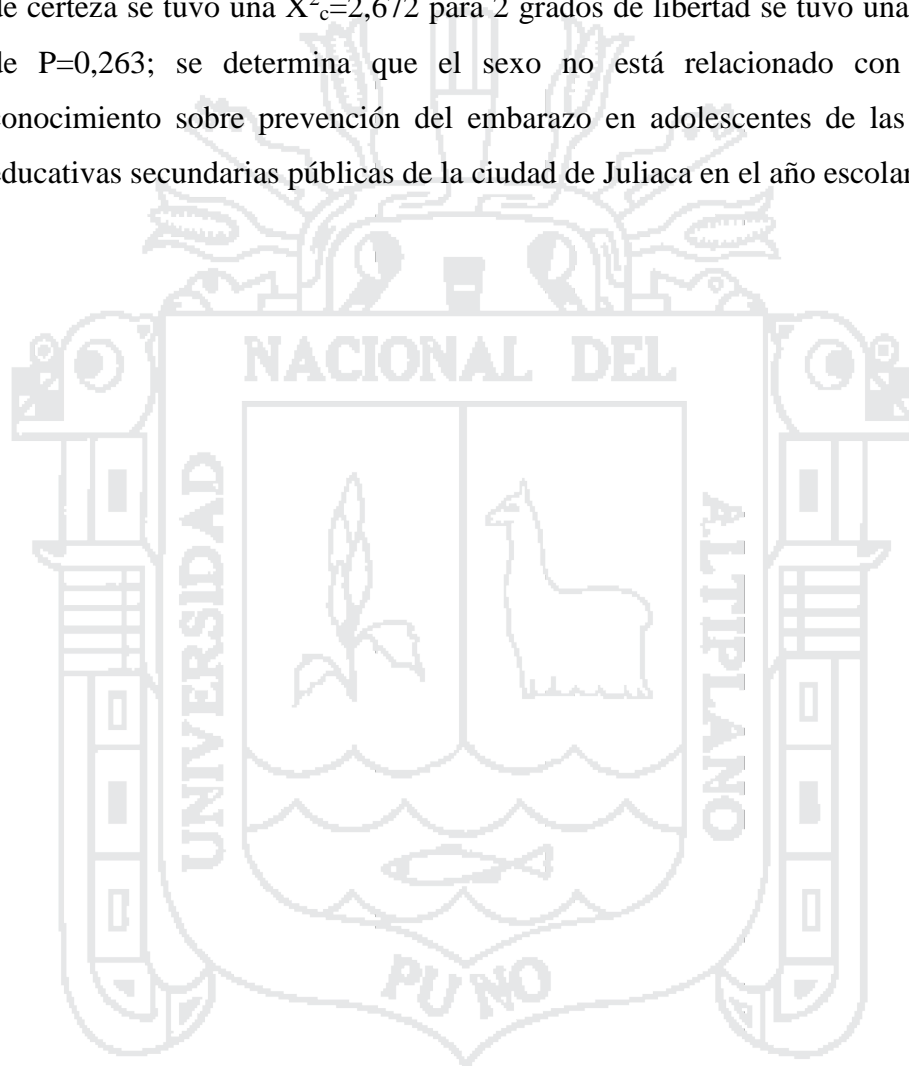 de certeza se tuvo una X²c=2,672 para 2 grados de libertad se tuvo una
de P=0,263; se determina que el sexo no está relacionado con
conocimiento sobre prevención del embarazo en adolescentes de las
educativas secundarias públicas de la ciudad de Juliaca en el año escolar
NACIONAL DEL
UNIVERSIDAD
ALTIPLANO
PUNO